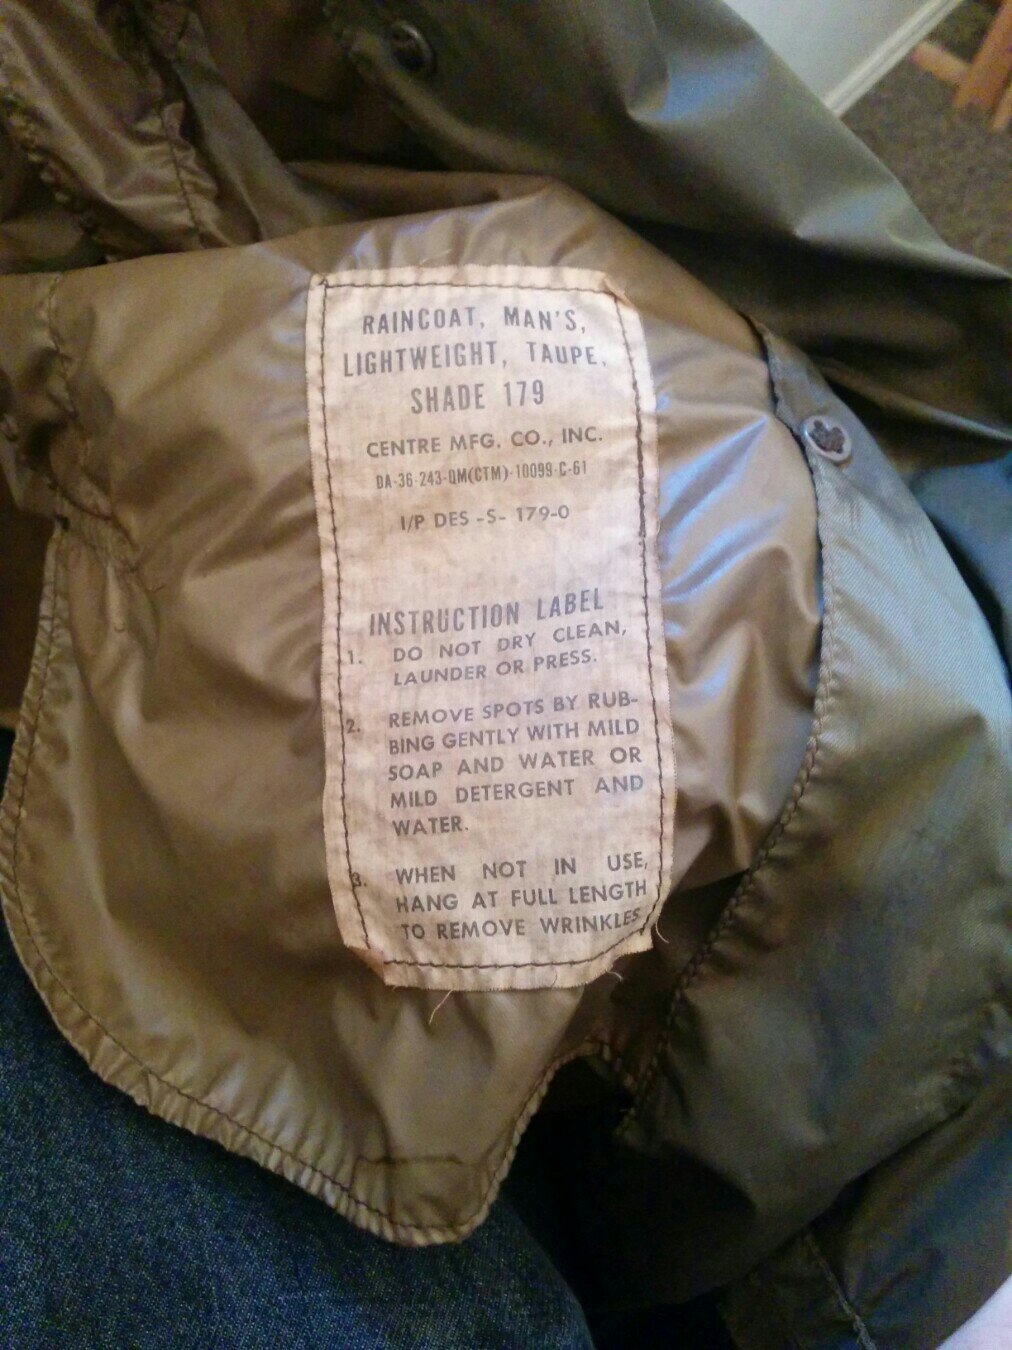 RAINCOAT, MAN'S,
LIGHTWEIGHT, TAUPE,
SHADE 179
CENTRE MFG. CO., INC.
DA-36-243-QM(CTM)-10099-C-61
I/P DES -S- 179-0
INSTRUCTION LABEL
1. DO NOT DRY CLEAN,
LAUNDER OR PRESS.
2. REMOVE SPOTS BY RUB-
BING GENTLY WITH MILD
SOAP AND WATER OR
MILD DETERGENT AND
WATER.
3. WHEN NOT IN USE,
HANG AT FULL LENGTH
TO REMOVE WRINKLES